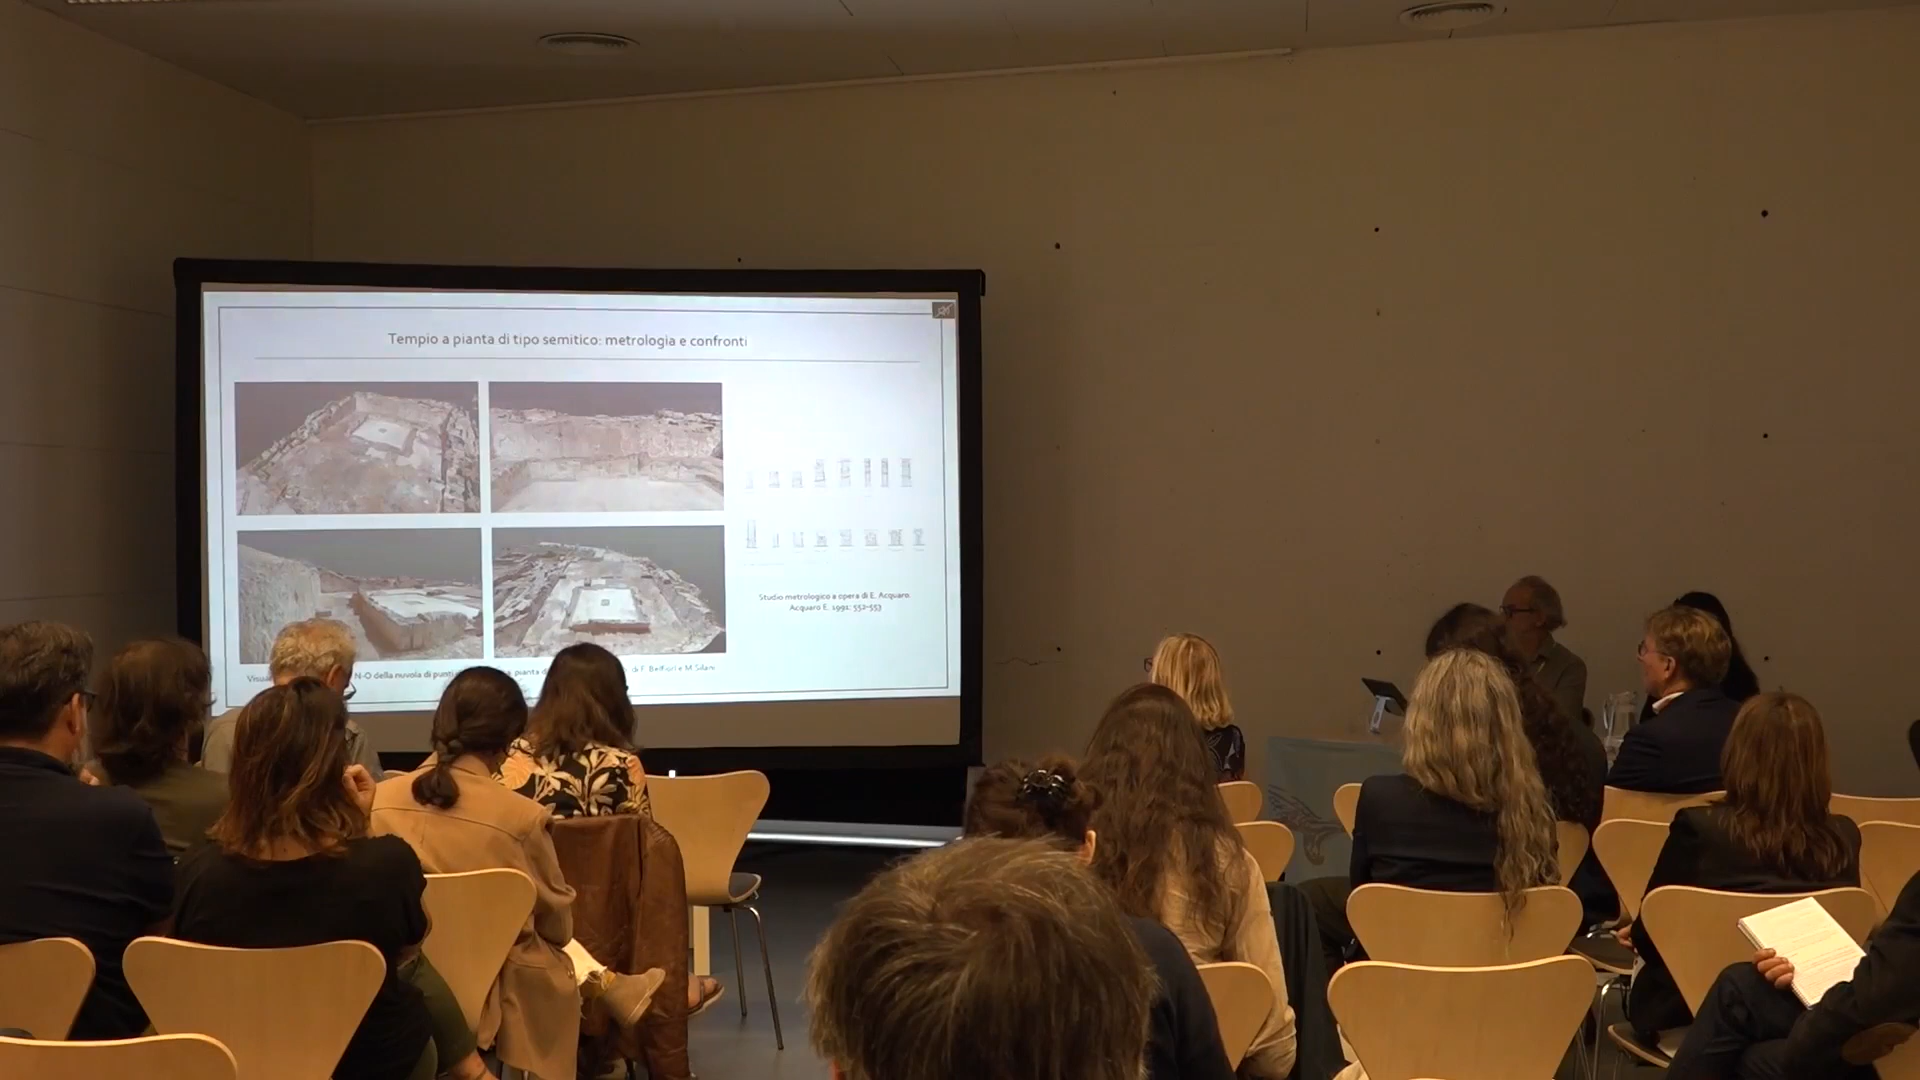 Tempio a pianta di tipo semitico: metrologia e confronti
Studio metrologico a opera di E. Acquaro.
Acquaro E. 1991: 552-553
N-O della nuvola di punti pianta di F. Belfiori e M. Silani